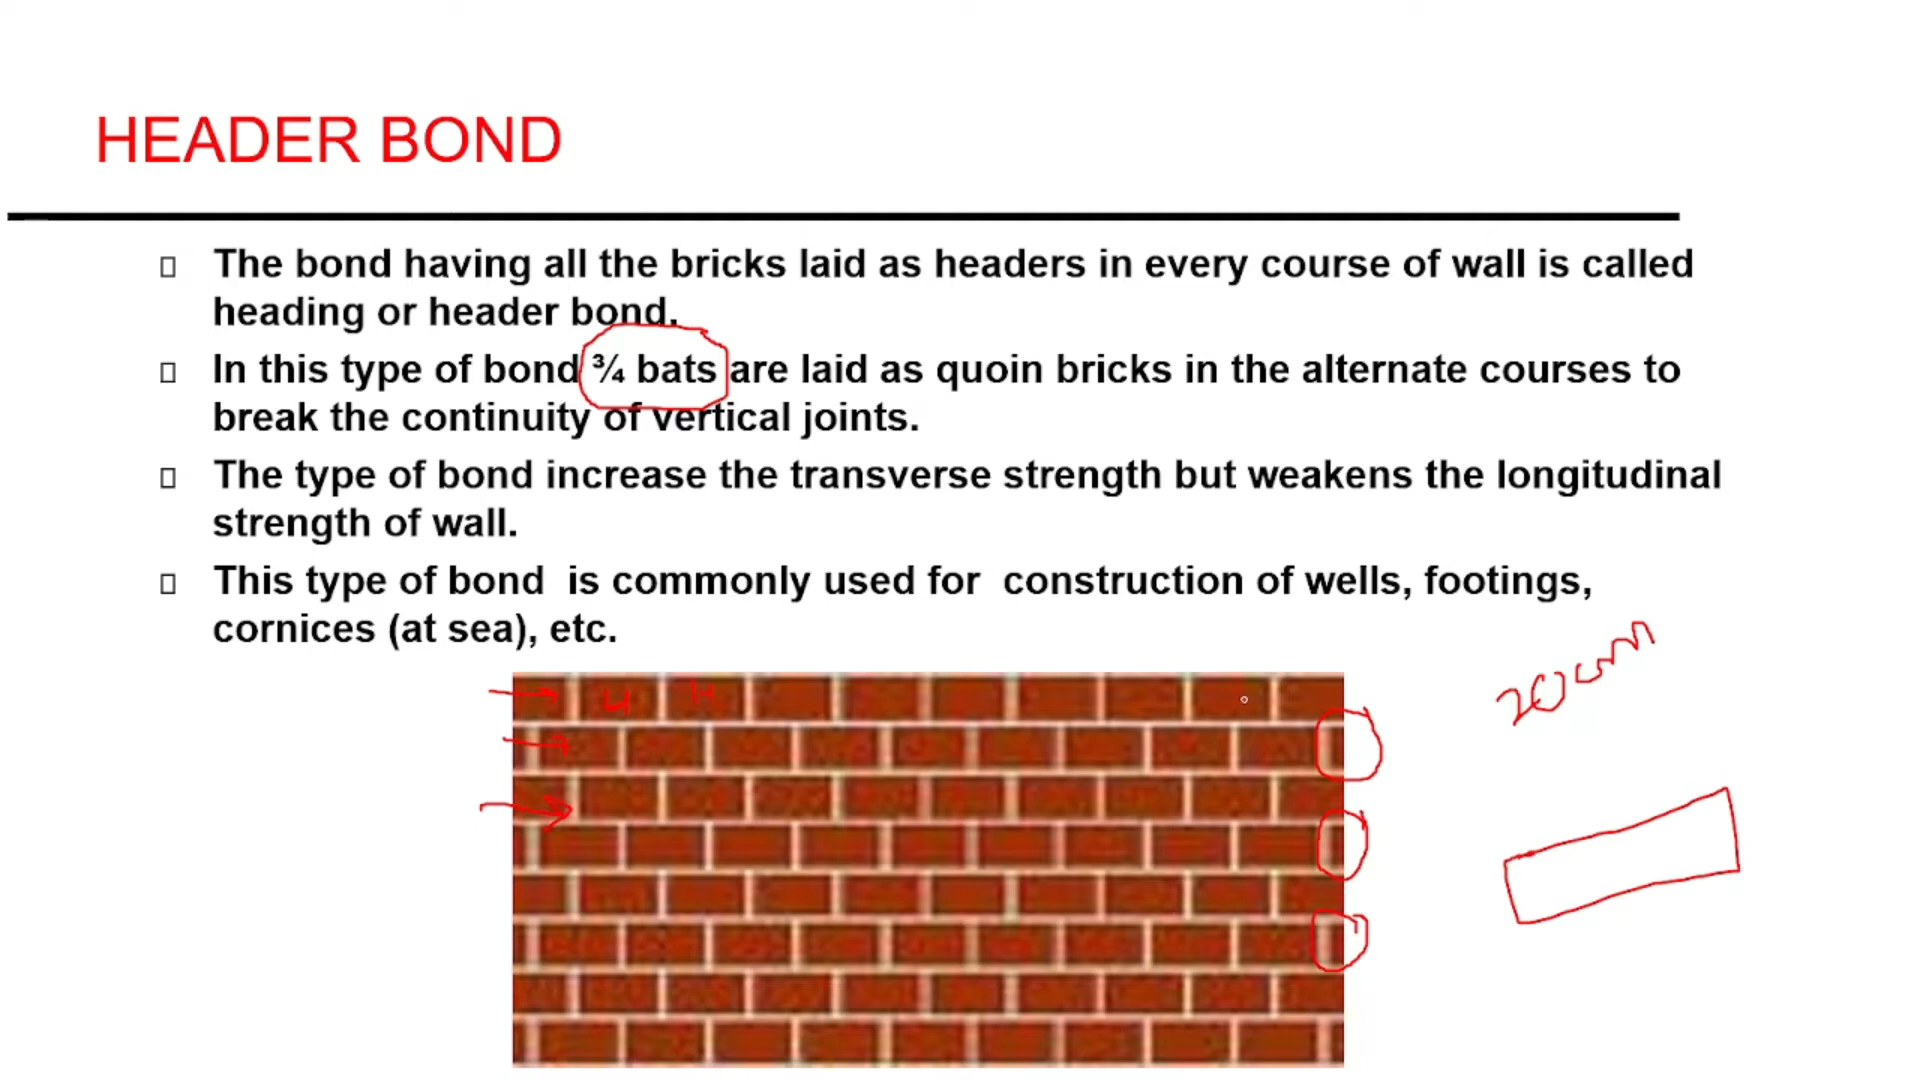 HEADER BOND
The bond having all the bricks laid as headers in every course of wall is called
heading or header bond.
In this type of bond ¾ bats are laid as quoin bricks in the alternate courses to
break the continuity of vertical joints.
The type of bond increase the transverse strength but weakens the longitudinal
strength of wall.
This type of bond  is commonly used for  construction of wells, footings,
cornices (at sea), etc.
20cm
H H